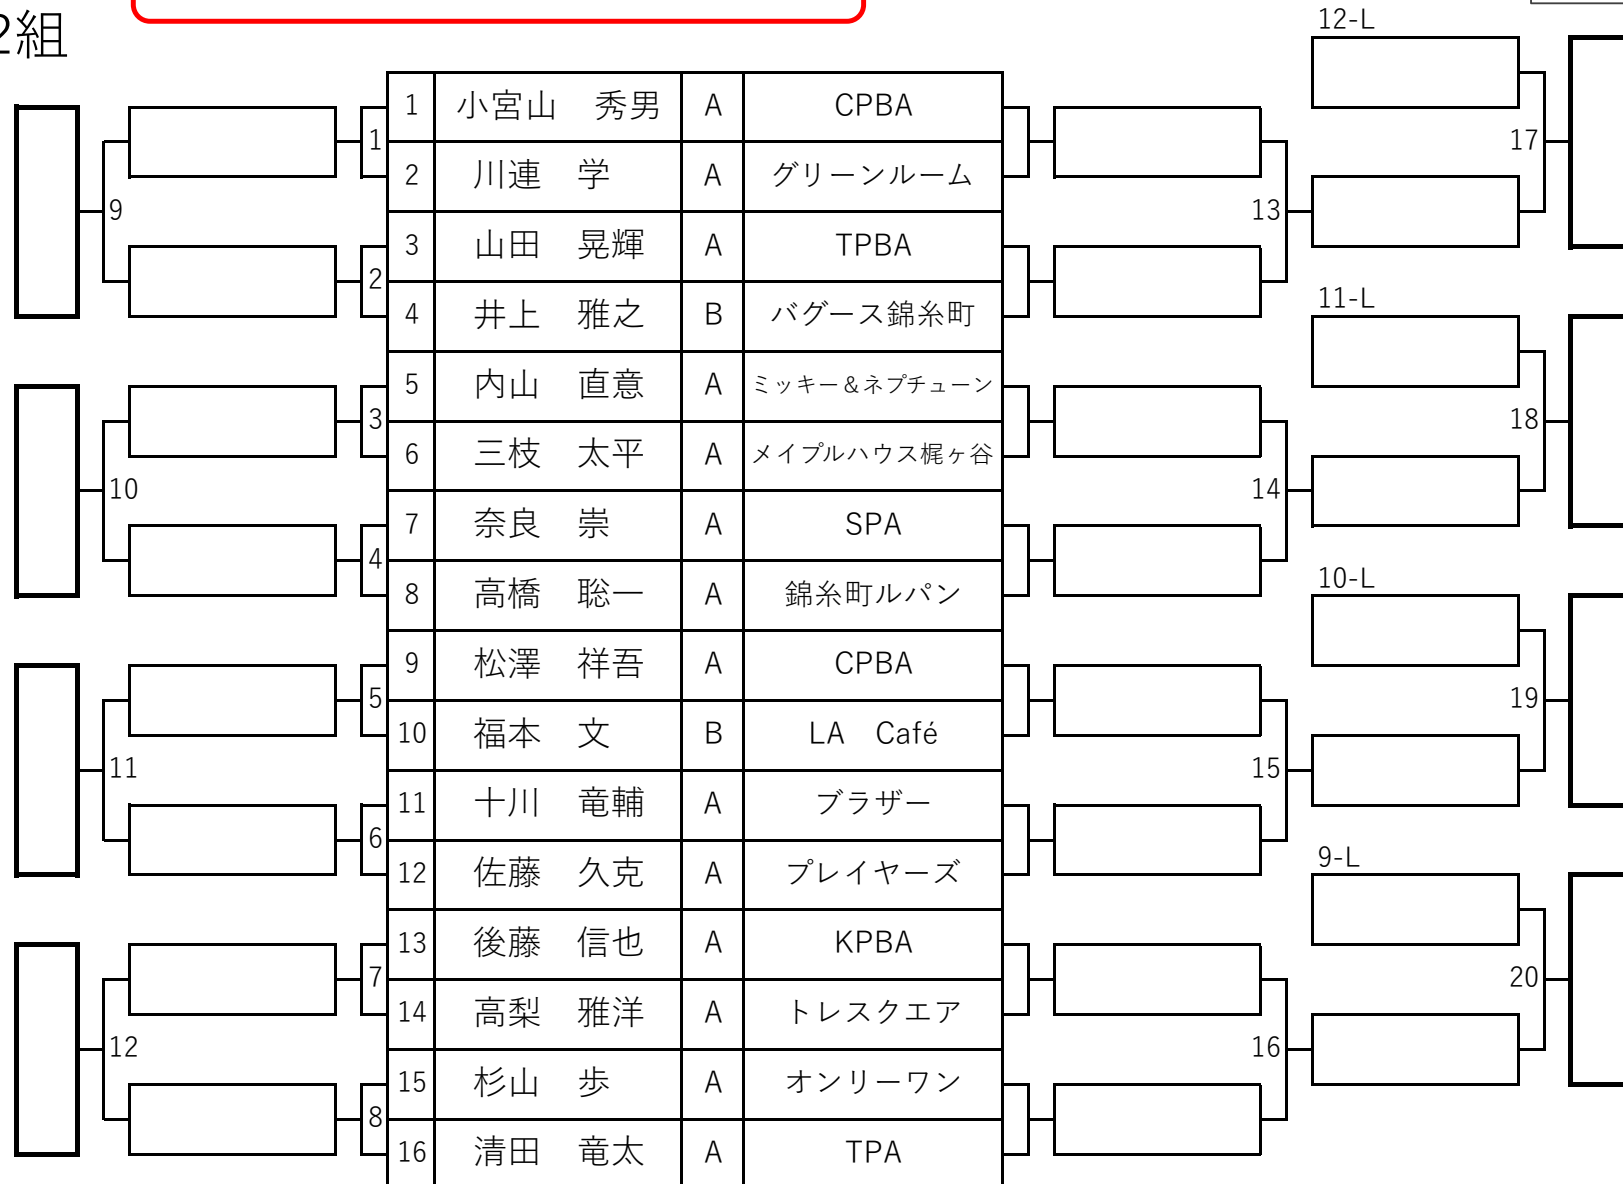 2組
12-L
1 小宮山 秀男 A CPBA
1
17
2 川連 学 A グリーンルーム
9
13
3 山田 晃輝 A TPBA
2
11-L
4 井上 雅之 B バグース錦糸町
5 内山 直意 A ミッキー＆ネプチューン
3
18
6 三枝 太平 A メイプルハウス梶ヶ谷
10
14
7 奈良 崇 A SPA
4
10-L
8 高橋 聡一 A 錦糸町ルパン
9 松澤 祥吾 A CPBA
5
19
10 福本 文 B LA Café
11
15
11 十川 竜輔 A ブラザー
6
9-L
12 佐藤 久克 A プレイヤーズ
13 後藤 信也 A KPBA
7
20
14 高梨 雅洋 A トレスクエア
12
16
15 杉山 歩 A オンリーワン
8
16 清田 竜太 A TPA